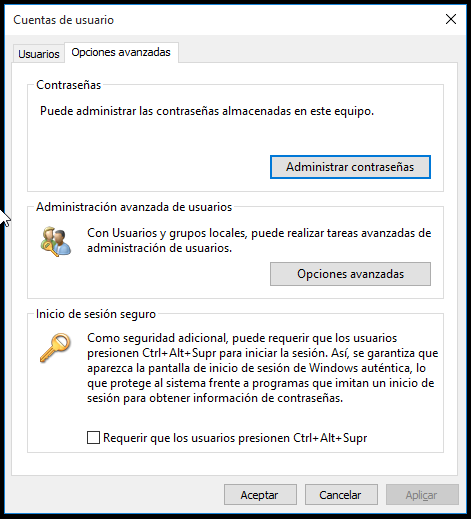 Cuentas de usuario
Usuarios
Opciones avanzadas
Contraseñas
Puede administrar las contraseñas almacenadas en este equipo.
Administrar contraseñas
Administración avanzada de usuarios
Con Usuarios y grupos locales, puede realizar tareas avanzadas de
administración de usuarios.
Opciones avanzadas
Inicio de sesión seguro
Como seguridad adicional, puede requerir que los usuarios
presionen Ctrl+Alt+Supr para iniciar la sesión. Así, se garantiza que
aparezca la pantalla de inicio de sesión de Windows auténtica, lo
que protege al sistema frente a programas que imitan un inicio de
sesión para obtener información de contraseñas.
Requerir que los usuarios presionen Ctrl+Alt+Supr
Aceptar
Cancelar
Aplicar